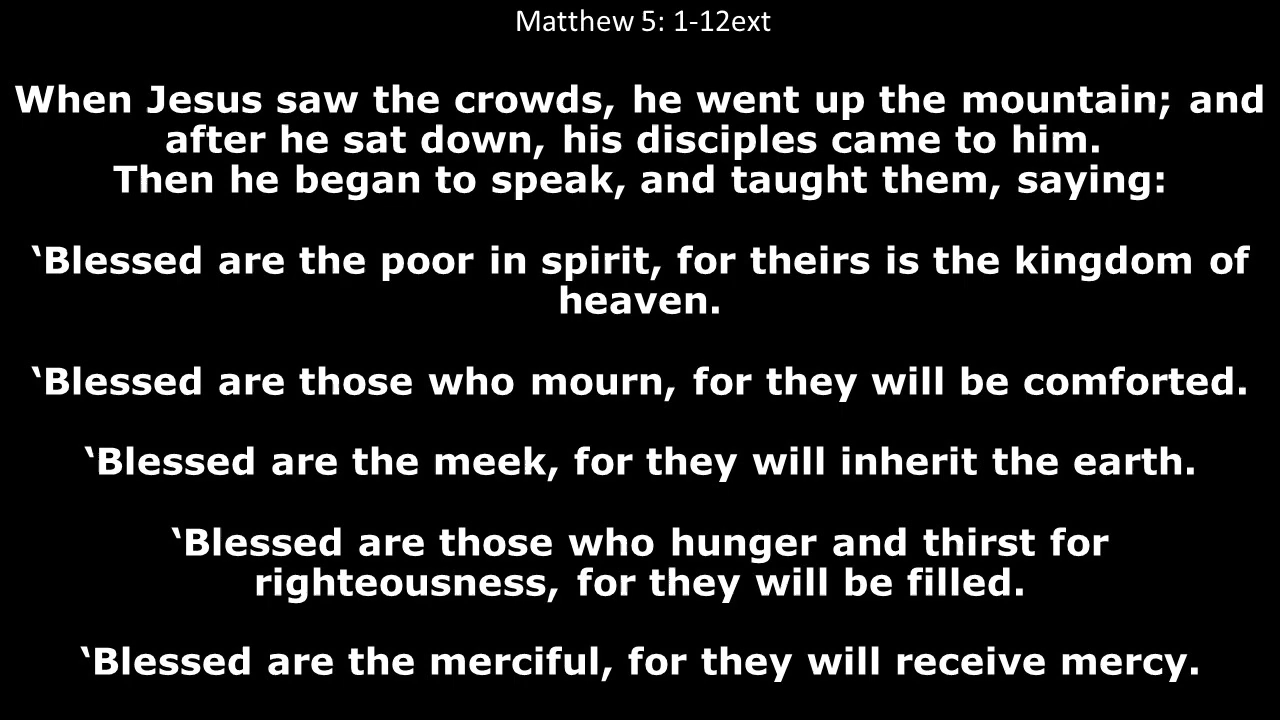 Matthew 5: 1-12ext
When Jesus saw the crowds, he went up the mountain; and
after he sat down, his disciples came to him.
Then he began to speak, and taught them, saying:
‘Blessed are the poor in spirit, for theirs is the kingdom of
heaven.
‘Blessed are those who mourn, for they will be comforted.
‘Blessed are the meek, for they will inherit the earth.
‘Blessed are those who hunger and thirst for
righteousness, for they will be filled.
‘Blessed are the merciful, for they will receive mercy.